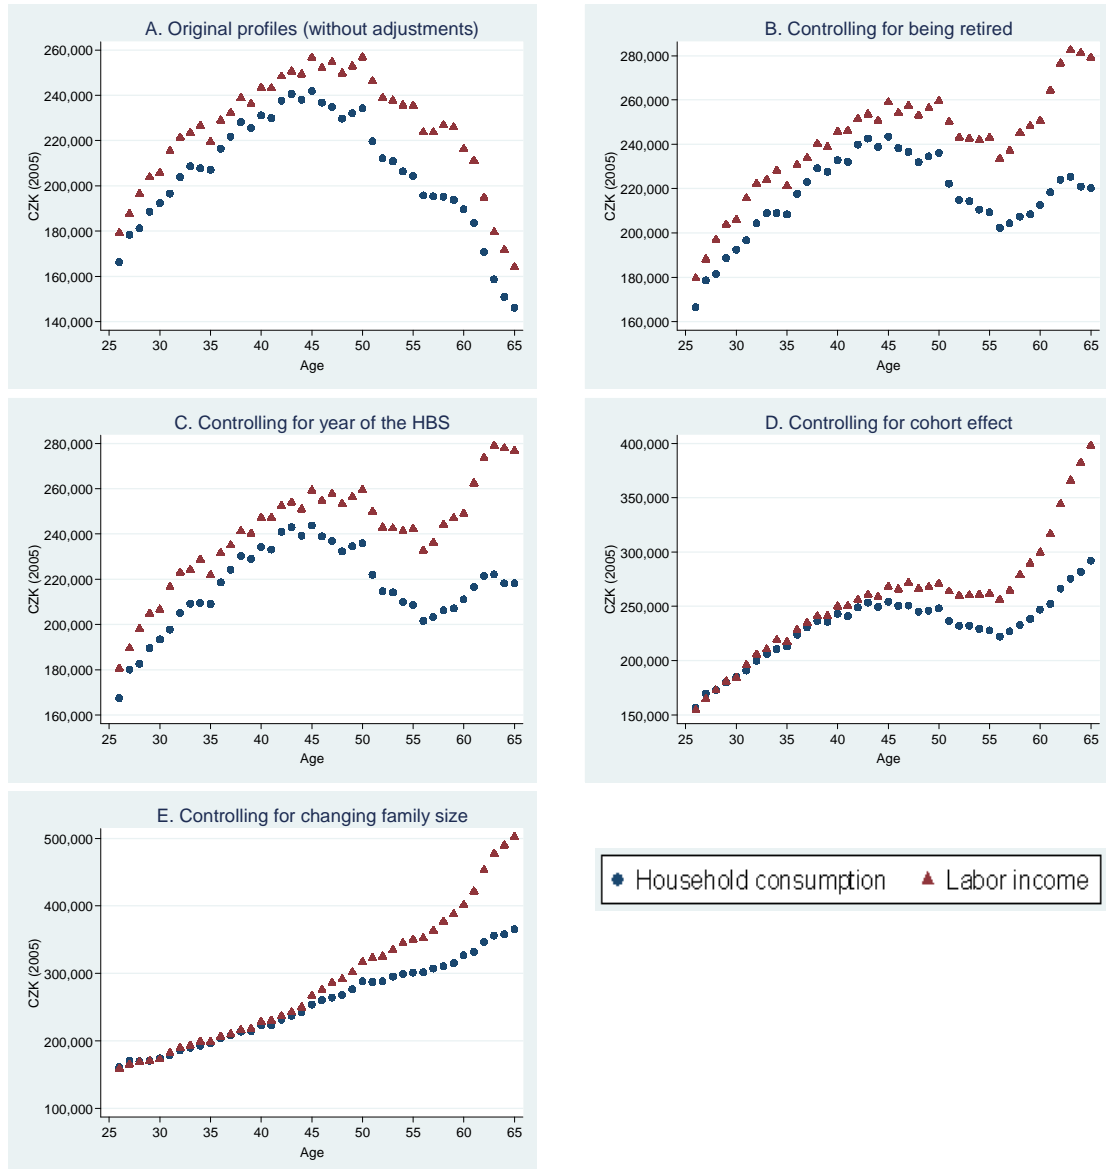 A. Original profiles (without adjustments)
CZK (2005)
260,000
240,000
220,000
200,000
180,000
160,000
140,000
25 30 35 40 45 50 55 60 65
Age
B. Controlling for being retired
CZK (2005)
280,000
260,000
240,000
220,000
200,000
180,000
160,000
25 30 35 40 45 50 55 60 65
Age
C. Controlling for year of the HBS
CZK (2005)
280,000
260,000
240,000
220,000
200,000
180,000
160,000
25 30 35 40 45 50 55 60 65
Age
D. Controlling for cohort effect
CZK (2005)
400,000
350,000
300,000
250,000
200,000
150,000
25 30 35 40 45 50 55 60 65
Age
E. Controlling for changing family size
CZK (2005)
500,000
400,000
300,000
200,000
100,000
25 30 35 40 45 50 55 60 65
Age
Household consumption Labor income